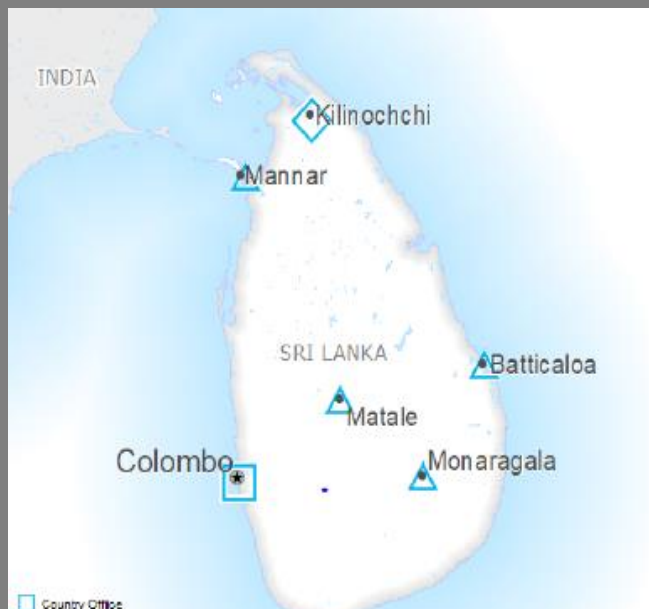 INDIA
Kilinochchi
Mannar
SRI LANKA
Batticaloa
Matale
Colombo
Monaragala
Country Office